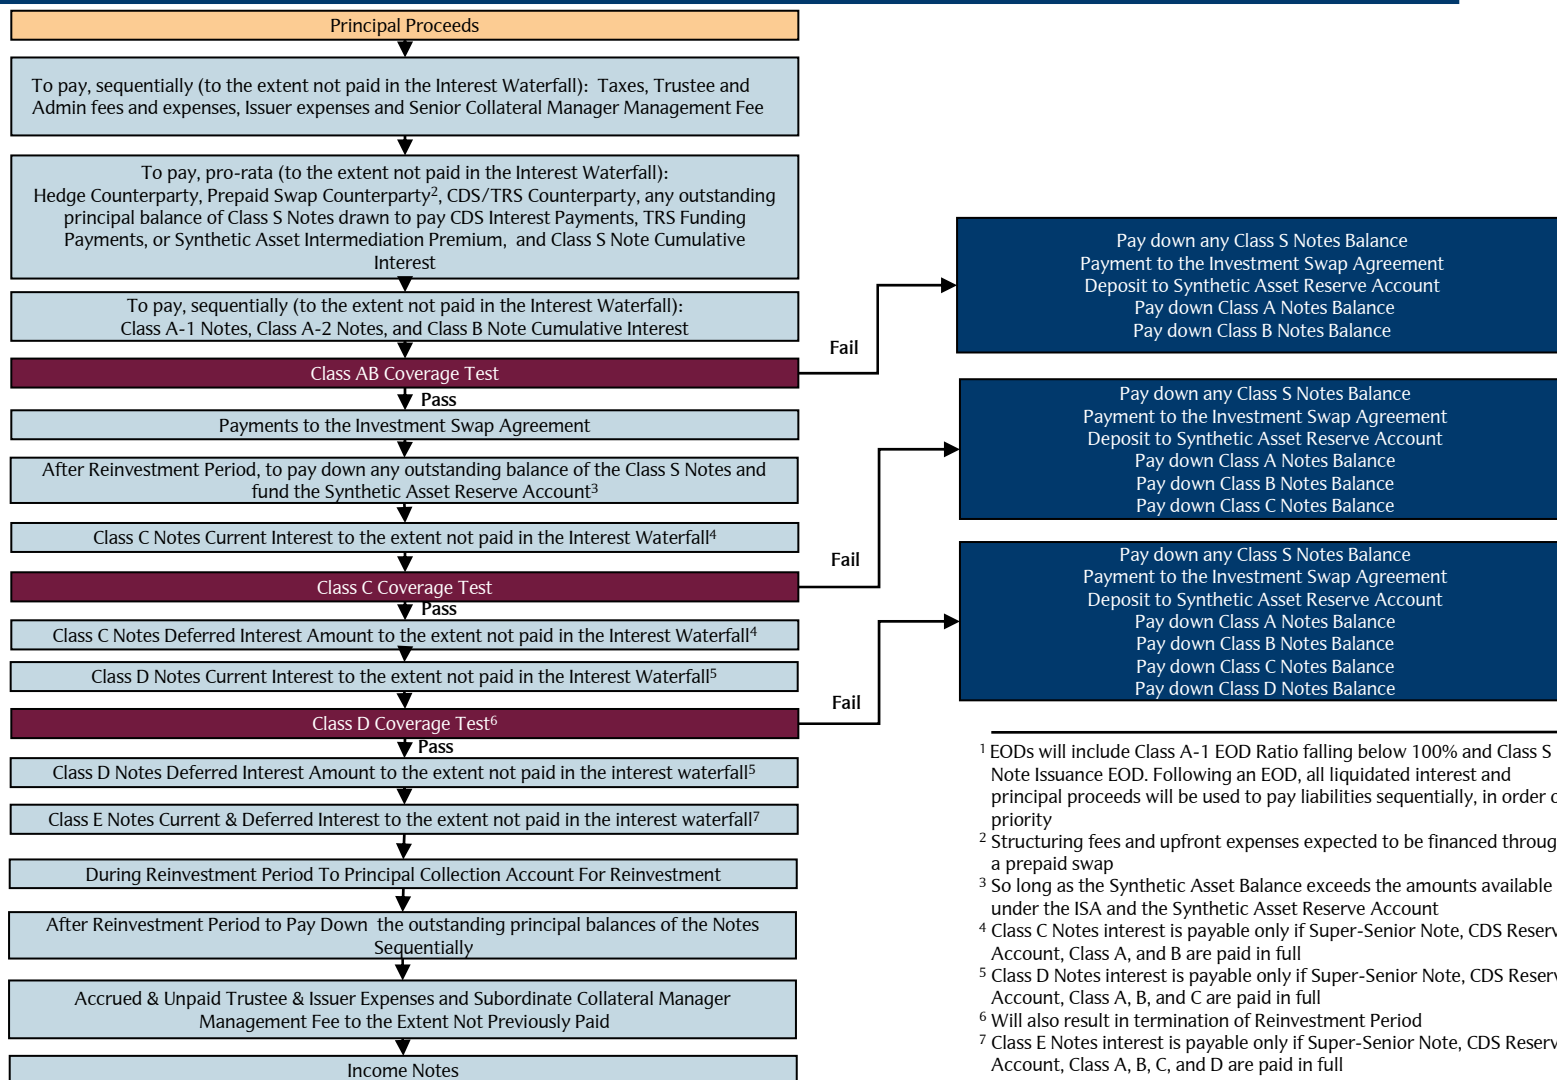 Principal Proceeds
To pay, sequentially (to the extent not paid in the Interest Waterfall): Taxes, Trustee and
Admin fees and expenses, Issuer expenses and Senior Collateral Manager Management Fee
To pay, pro-rata (to the extent not paid in the Interest Waterfall):
Hedge Counterparty, Prepaid Swap Counterparty², CDS/TRS Counterparty, any outstanding
principal balance of Class S Notes drawn to pay CDS Interest Payments, TRS Funding
Payments, or Synthetic Asset Intermediation Premium, and Class S Note Cumulative
Interest
To pay, sequentially (to the extent not paid in the Interest Waterfall):
Class A-1 Notes, Class A-2 Notes, and Class B Note Cumulative Interest
Class AB Coverage Test
Pass
Payments to the Investment Swap Agreement
After Reinvestment Period, to pay down any outstanding balance of the Class S Notes and
fund the Synthetic Asset Reserve Account³
Class C Notes Current Interest to the extent not paid in the Interest Waterfall⁴
Class C Coverage Test
Pass
Class C Notes Deferred Interest Amount to the extent not paid in the Interest Waterfall⁴
Class D Notes Current Interest to the extent not paid in the Interest Waterfall⁵
Class D Coverage Test⁶
Pass
Class D Notes Deferred Interest Amount to the extent not paid in the interest waterfall⁵
Class E Notes Current & Deferred Interest to the extent not paid in the interest waterfall⁷
During Reinvestment Period To Principal Collection Account For Reinvestment
After Reinvestment Period to Pay Down the outstanding principal balances of the Notes
Sequentially
Accrued & Unpaid Trustee & Issuer Expenses and Subordinate Collateral Manager
Management Fee to the Extent Not Previously Paid
Income Notes
Fail
Pay down any Class S Notes Balance
Payment to the Investment Swap Agreement
Deposit to Synthetic Asset Reserve Account
Pay down Class A Notes Balance
Pay down Class B Notes Balance
Fail
Pay down any Class S Notes Balance
Payment to the Investment Swap Agreement
Deposit to Synthetic Asset Reserve Account
Pay down Class A Notes Balance
Pay down Class B Notes Balance
Pay down Class C Notes Balance
Fail
Pay down any Class S Notes Balance
Payment to the Investment Swap Agreement
Deposit to Synthetic Asset Reserve Account
Pay down Class A Notes Balance
Pay down Class B Notes Balance
Pay down Class C Notes Balance
Pay down Class D Notes Balance
¹ EODs will include Class A-1 EOD Ratio falling below 100% and Class S
Note Issuance EOD. Following an EOD, all liquidated interest and
principal proceeds will be used to pay liabilities sequentially, in order
priority
² Structuring fees and upfront expenses expected to be financed
a prepaid swap
³ So long as the Synthetic Asset Balance exceeds the amounts available
under the ISA and the Synthetic Asset Reserve Account
⁴ Class C Notes interest is payable only if Super-Senior Note, CDS
Account, Class A, and B are paid in full
⁵ Class D Notes interest is payable only if Super-Senior Note, CDS
Account, Class A, B, and C are paid in full
⁶ Will also result in termination of Reinvestment Period
⁷ Class E Notes interest is payable only if Super-Senior Note, CDS
Account, Class A, B, C, and D are paid in full